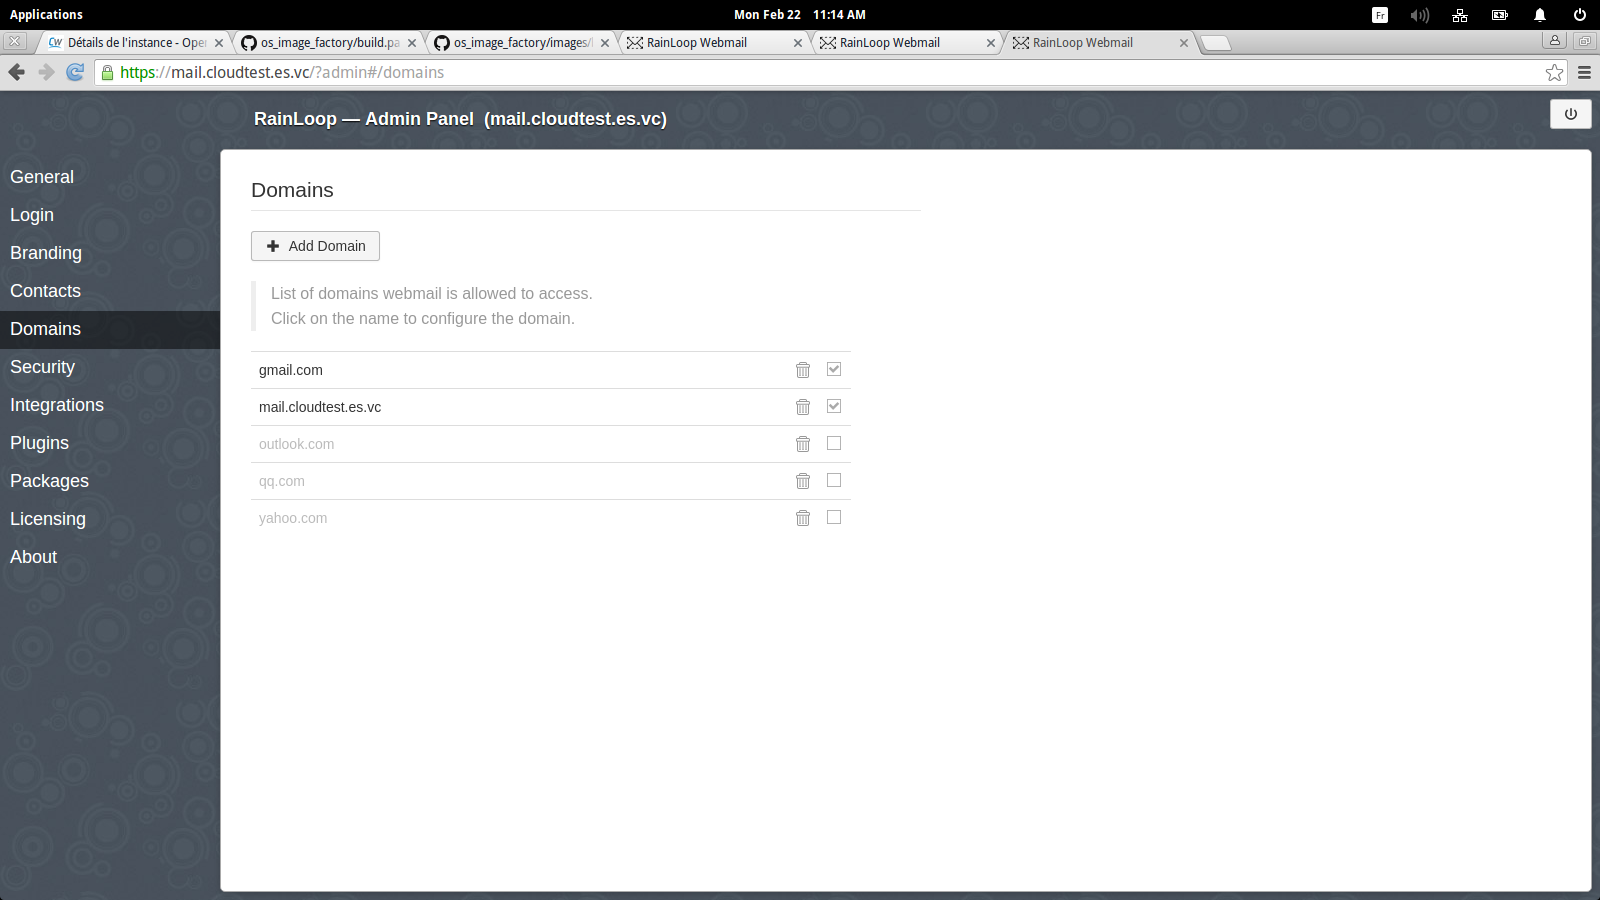 Applications
Mon Feb 22 11:14 AM
Fr
Détails de l'instance - Oper
os_image_factory/build.pa
os_image_factory/images/
RainLoop Webmail
RainLoop Webmail
RainLoop Webmail
https://mail.cloudtest.es.vc/?admin#/domains
RainLoop — Admin Panel (mail.cloudtest.es.vc)
General
Login
Branding
Contacts
Domains
Security
Integrations
Plugins
Packages
Licensing
About
Domains
Add Domain
List of domains webmail is allowed to access.
Click on the name to configure the domain.
gmail.com
mail.cloudtest.es.vc
outlook.com
qq.com
yahoo.com